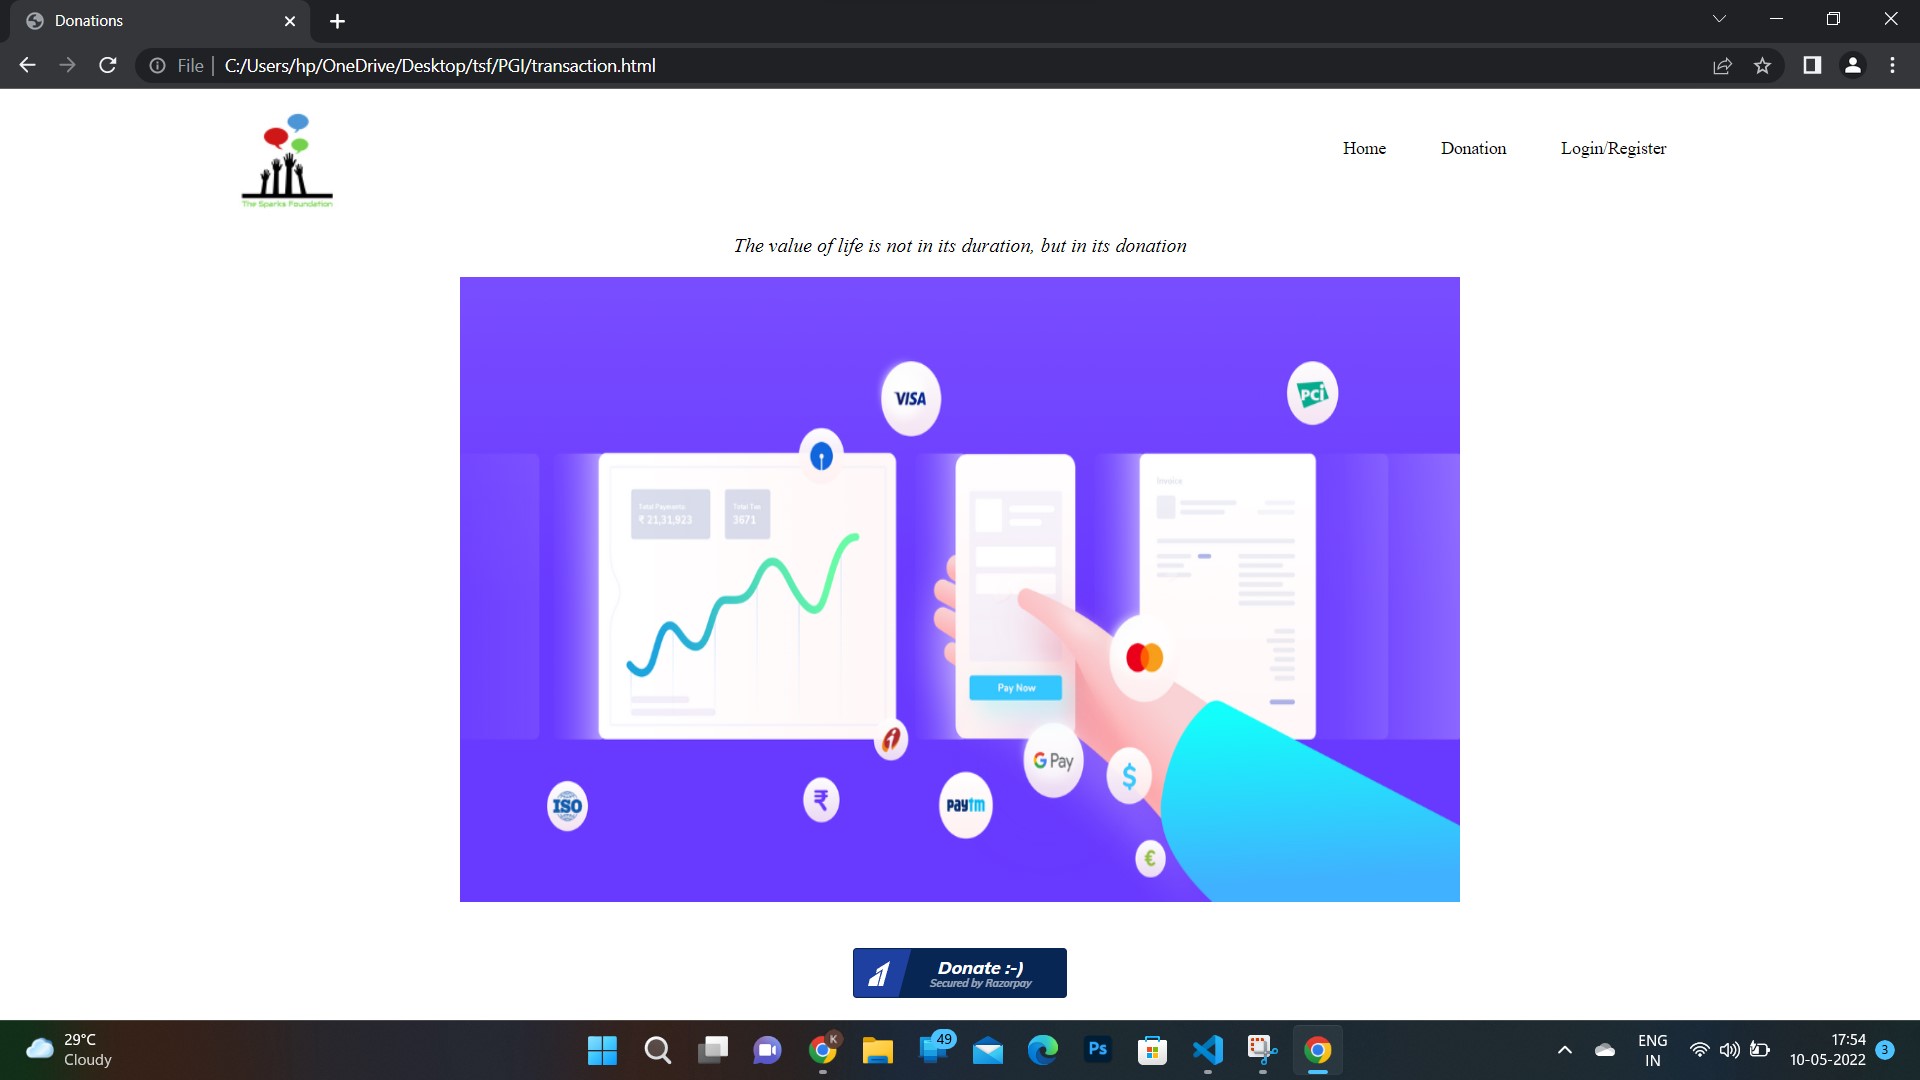 Donations
File
C:/Users/hp/OneDrive/Desktop/tsf/PGI/transaction.html
The Sparks Foundation
Home
Donation
Login/Register
The value of life is not in its duration, but in its donation
VISA
PCi
Total Payments
₹ 21,31,923
Total Txn
3671
Invoice
Pay Now
G Pay
$
ISO
₹
paytm
€
Donate :-)
Secured by Razorpay
29°C
Cloudy
K
49
Ps
ENG
IN
17:54
10-05-2022
3